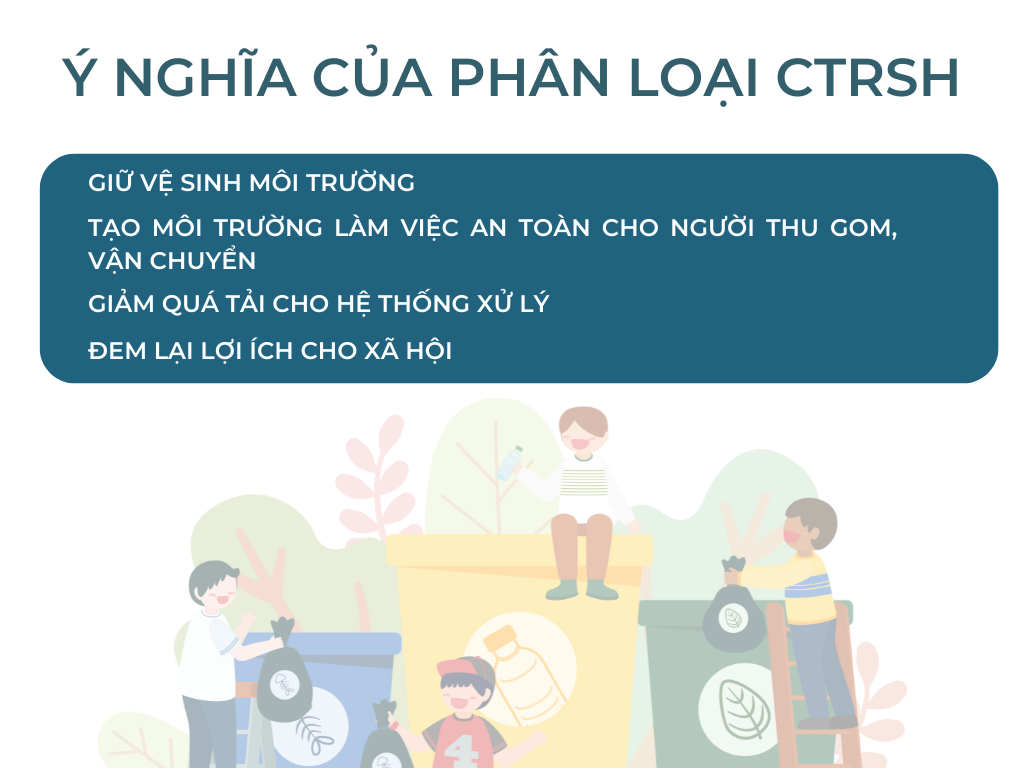 Ý NGHĨA CỦA PHÂN LOẠI CTRSH
GIỮ VỆ SINH MÔI TRƯỜNG
TẠO MÔI TRƯỜNG LÀM VIỆC AN TOÀN CHO NGƯỜI THU GOM,
VẬN CHUYỂN
GIẢM QUÁ TẢI CHO HỆ THỐNG XỬ LÝ
ĐEM LẠI LỢI ÍCH CHO XÃ HỘI
4